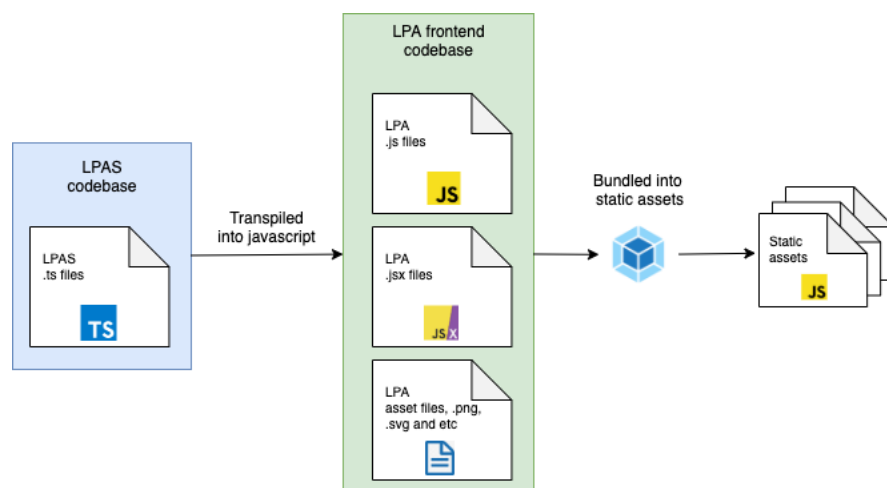 LPAS
codebase
LPAS
.ts files
TS
Transpiled
into javascript
LPA frontend
codebase
LPA
.js files
JS
LPA
.jsx files
JS
X
LPA
asset files, .png,
.svg and etc
Bundled into
static assets
Static
assets
JS